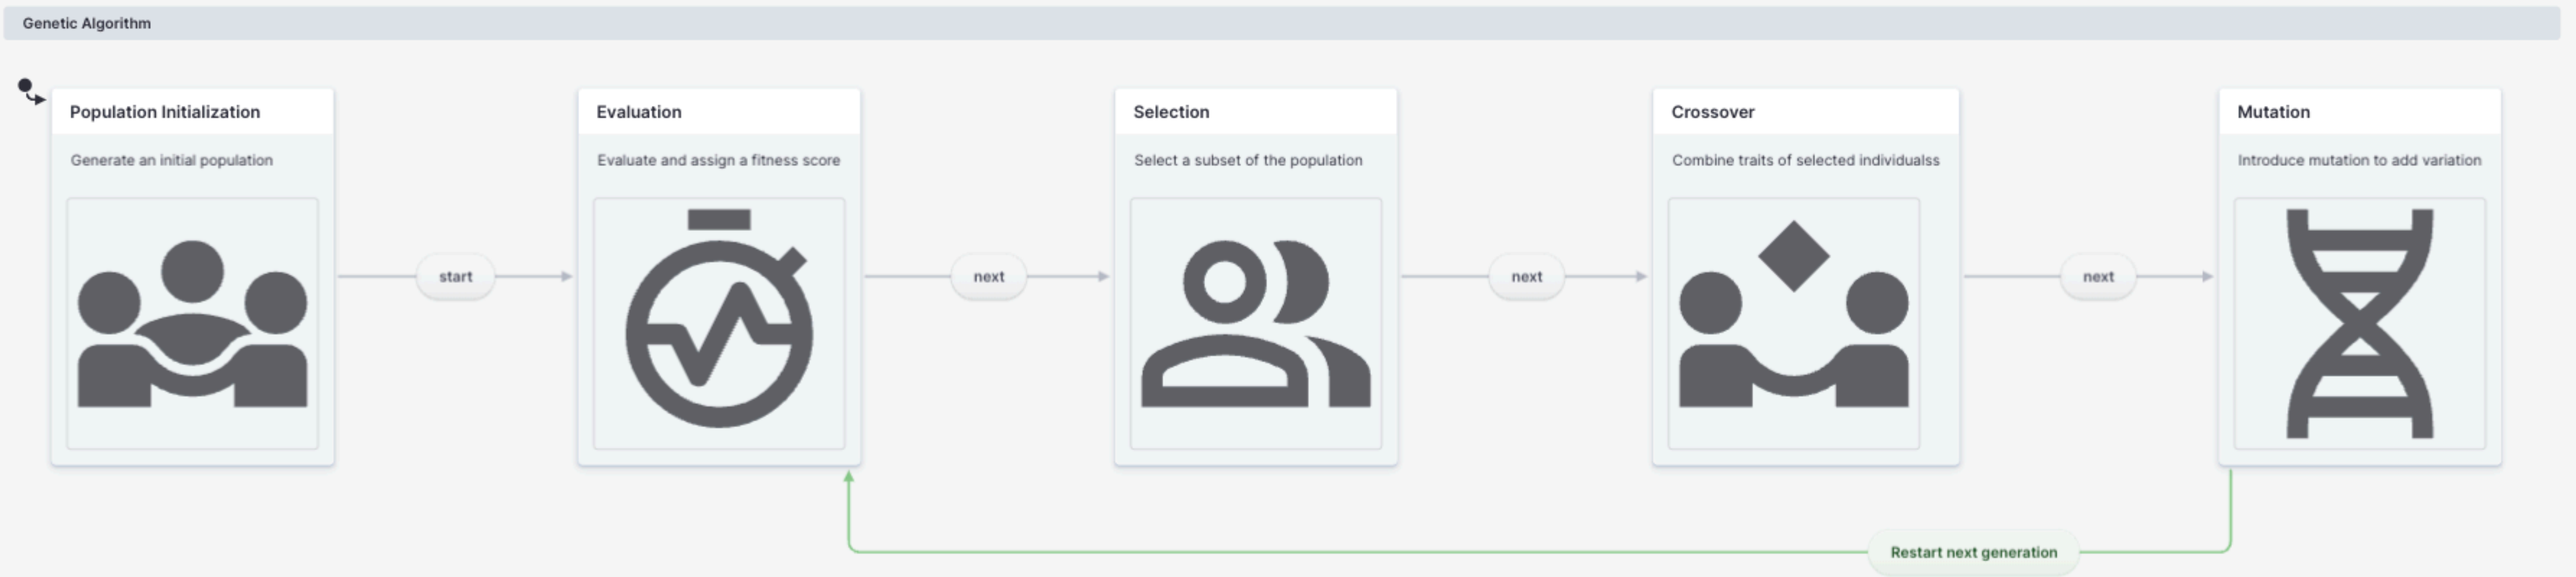 Genetic Algorithm
Population Initialization
Generate an initial population
start
Evaluation
Evaluate and assign a fitness score
next
Selection
Select a subset of the population
next
Crossover
Combine traits of selected individualss
next
Mutation
Introduce mutation to add variation
Restart next generation